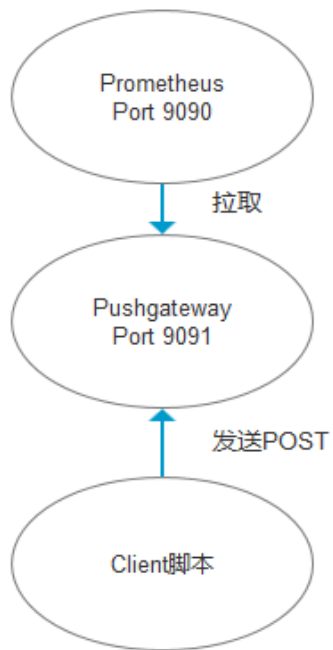 Prometheus
Port 9090
拉取
Pushgateway
Port 9091
发送POST
Client脚本